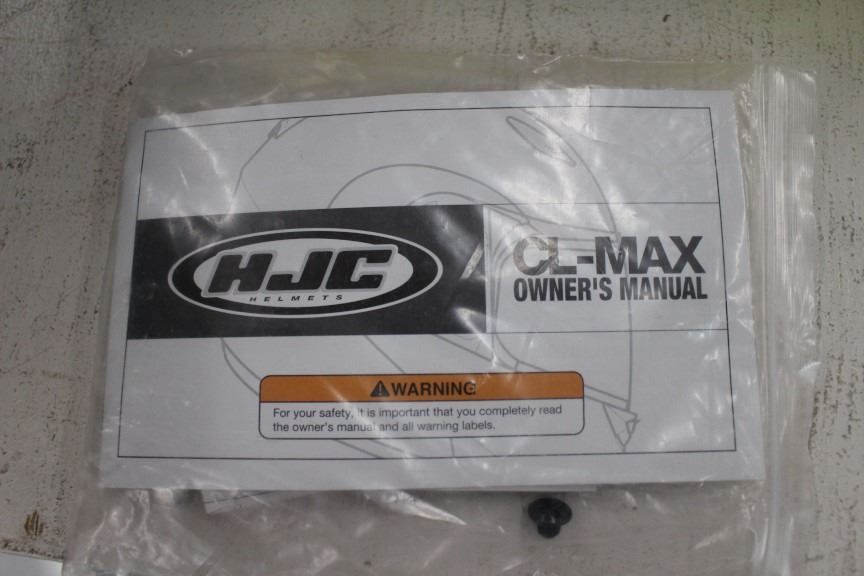 HJC
HELMETS
CL-MAX
OWNER'S MANUAL
WARNING
For your safety, it is important that you completely read
the owner's manual and all warning labels.